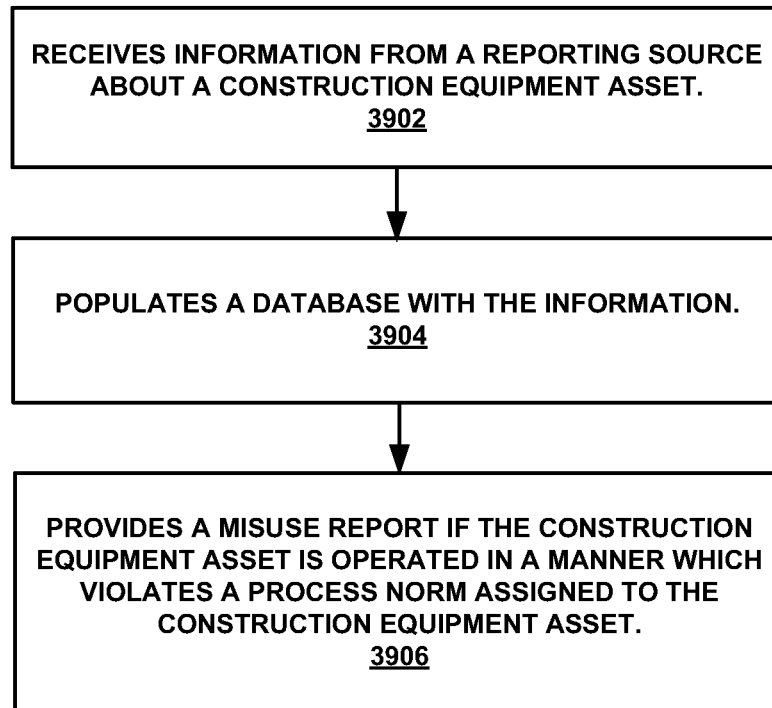 RECEIVES INFORMATION FROM A REPORTING SOURCE
ABOUT A CONSTRUCTION EQUIPMENT ASSET.
3902
POPULATES A DATABASE WITH THE INFORMATION.
3904
PROVIDES A MISUSE REPORT IF THE CONSTRUCTION
EQUIPMENT ASSET IS OPERATED IN A MANNER WHICH
VIOLATES A PROCESS NORM ASSIGNED TO THE
CONSTRUCTION EQUIPMENT ASSET.
3906